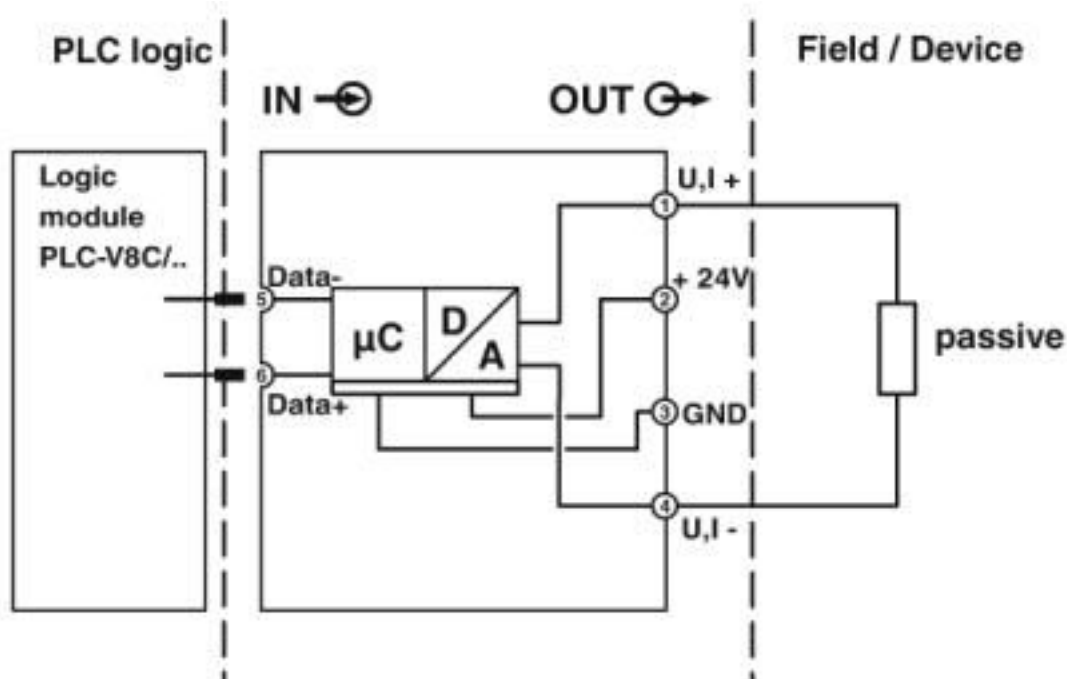 PLC logic
Field / Device
IN
OUT
Logic
module
PLC-V8C/..
U,I +
1
Data-
5
+ 24V
2
µC
D
A
passive
6
Data+
3
GND
4
U,I -